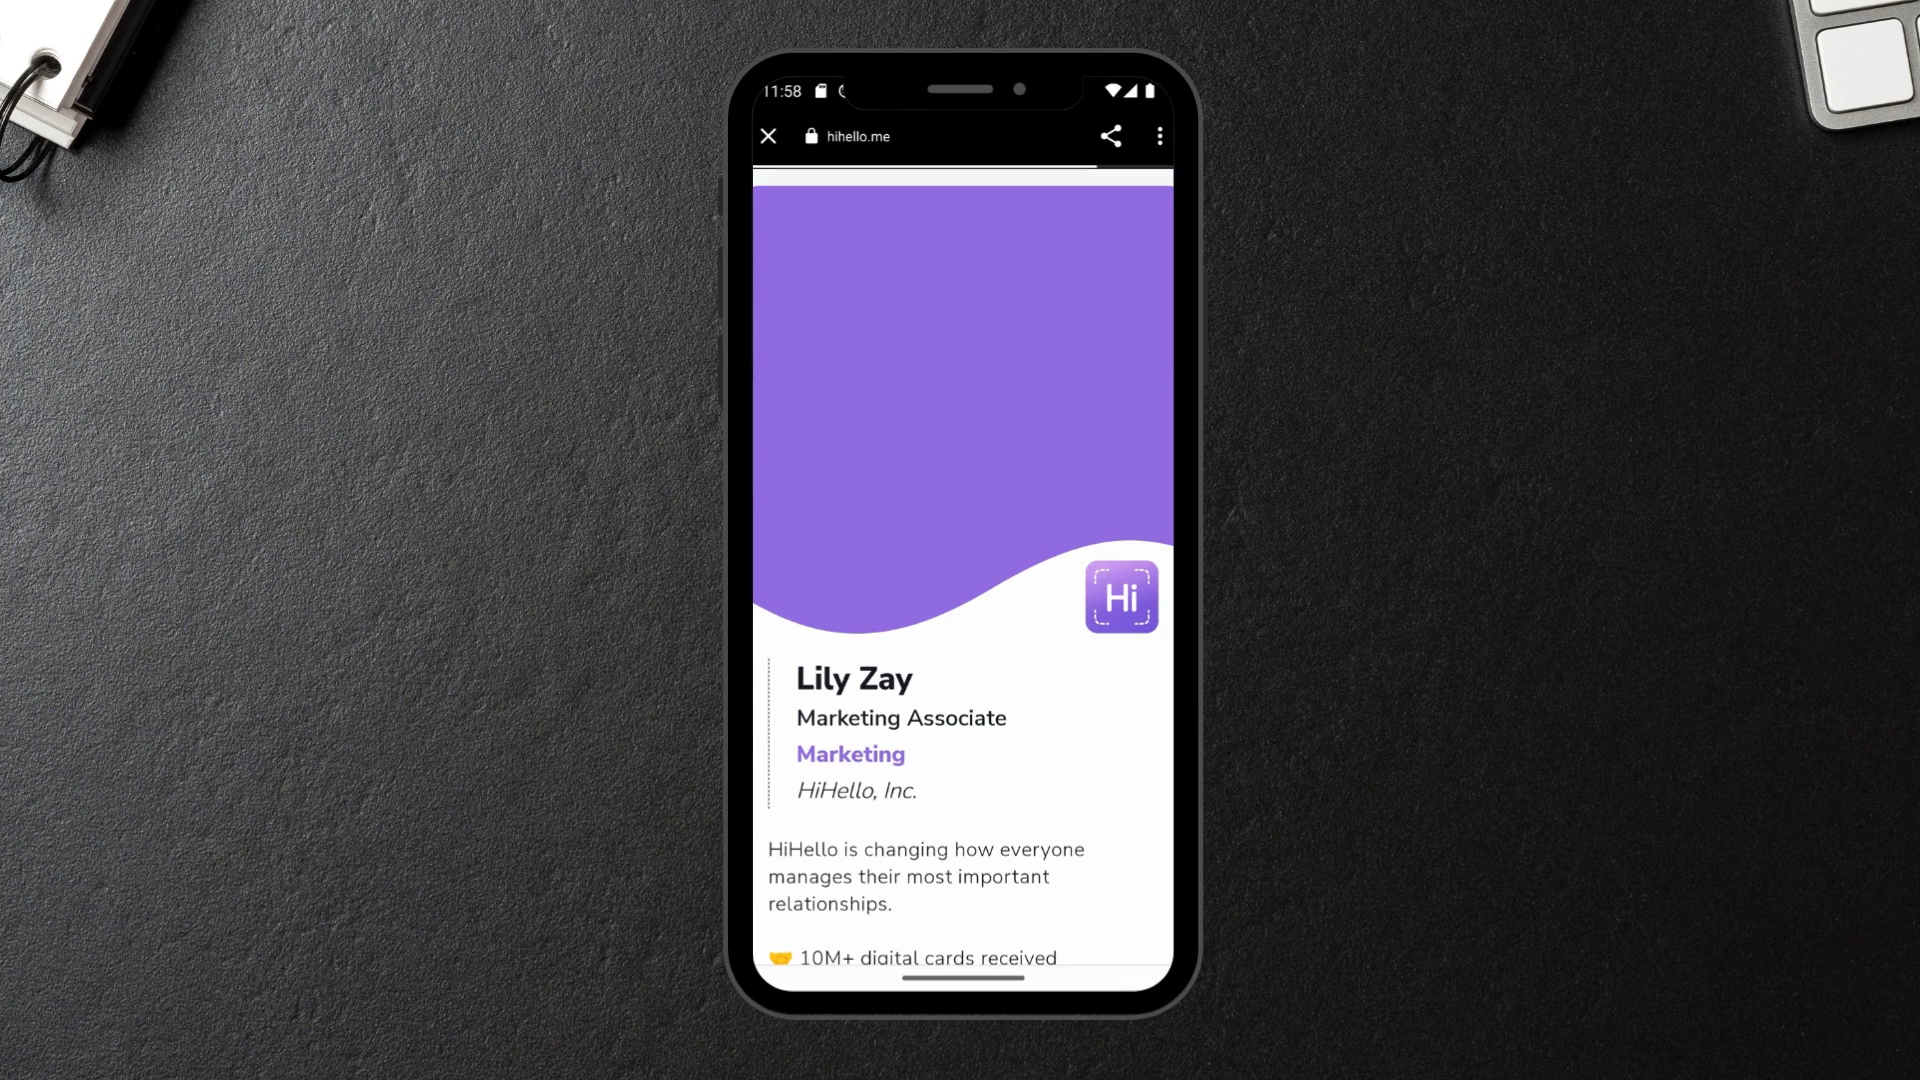 11:58
hihello.me
Hi
Lily Zay
Marketing Associate
Marketing
HiHello, Inc.
HiHello is changing how everyone
manages their most important
relationships.
🤝 10M+ digital cards received